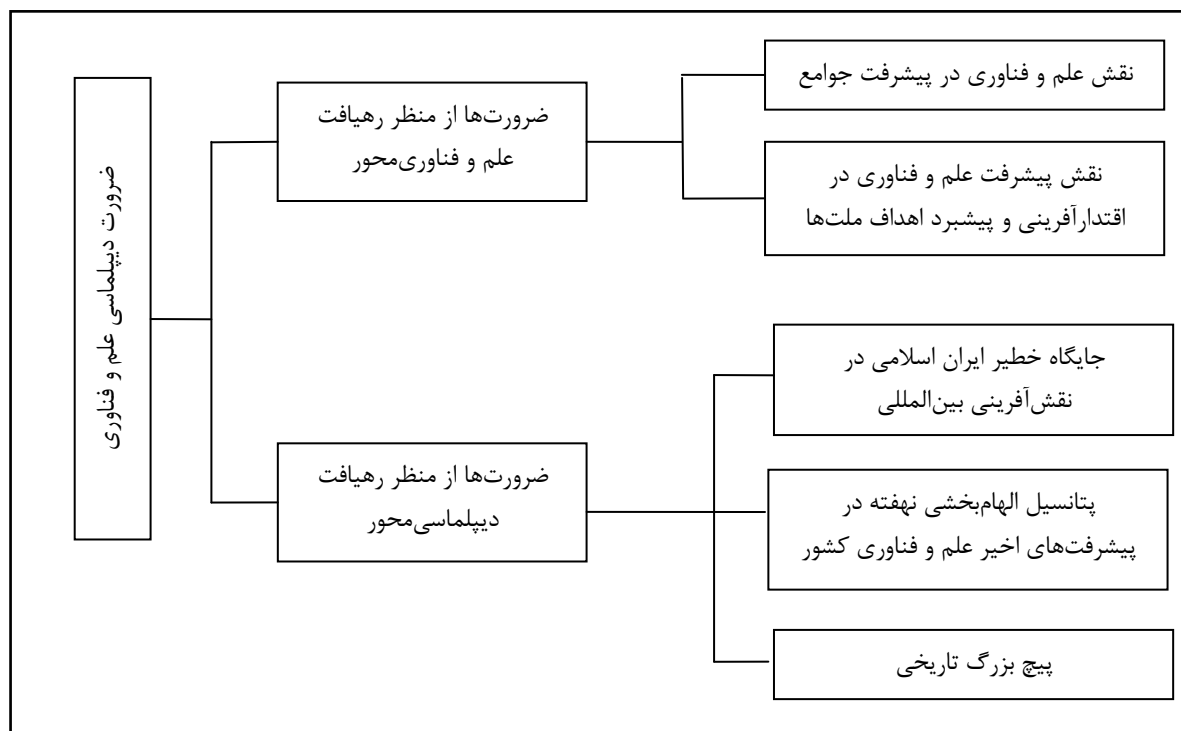 ضرورت دیپلماسی علم و فناوری
ضرورت‌ها از منظر رهیافت
علم و فناوری‌محور
نقش علم و فناوری در پیشرفت جوامع
نقش پیشرفت علم و فناوری در
اقتدارآفرینی و پیشبرد اهداف ملت‌ها
ضرورت‌ها از منظر رهیافت
دیپلماسی‌محور
جایگاه خطیر ایران اسلامی در
نقش‌آفرینی بین‌المللی
پتانسیل الهام‌بخشی نهفته در
پیشرفت‌های اخیر علم و فناوری کشور
پیچ بزرگ تاریخی